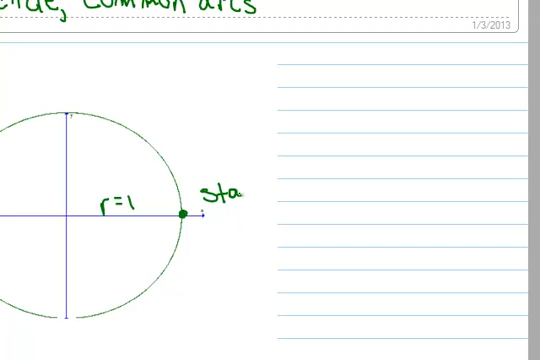 common arcs
1/3/2013
y
r=1
sta